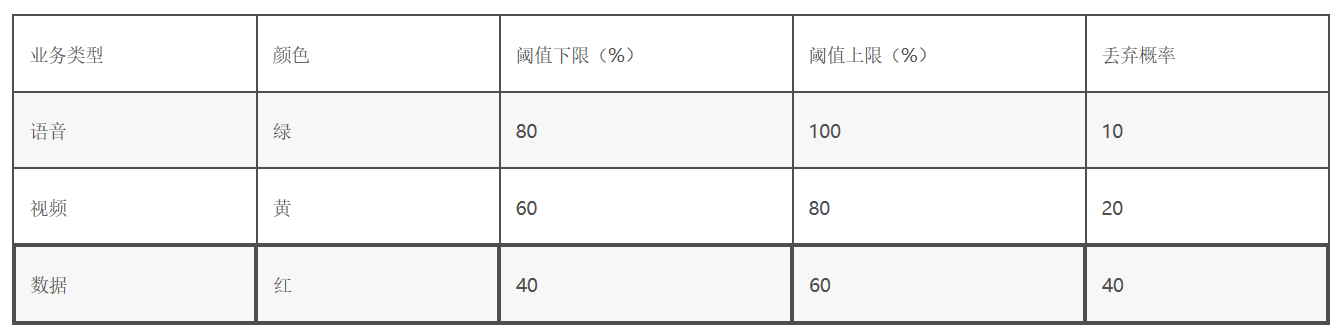 业务类型 颜色 阈值下限（%） 阈值上限（%） 丢弃概率
语音 绿 80 100 10
视频 黄 60 80 20
数据 红 40 60 40